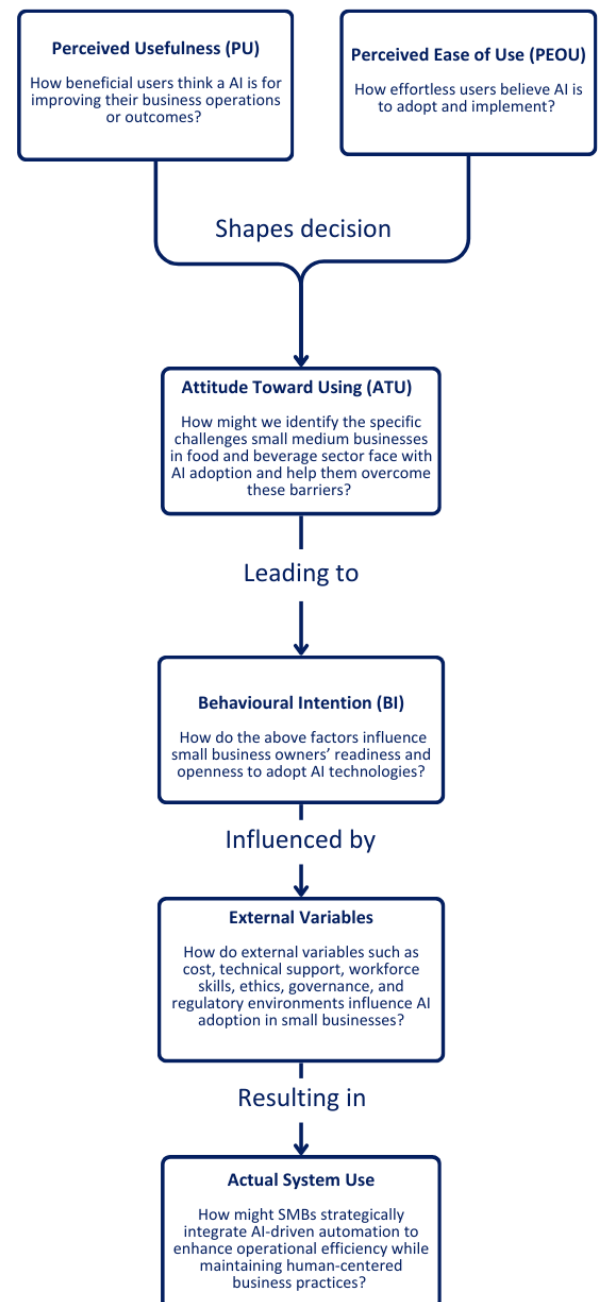 Perceived Usefulness (PU)
How beneficial users think a AI is for
improving their business operations
or outcomes?
Perceived Ease of Use (PEOU)
How effortless users believe AI is
to adopt and implement?
Shapes decision
Attitude Toward Using (ATU)
How might we identify the specific
challenges small medium businesses
in food and beverage sector face with
AI adoption and help them overcome
these barriers?
Leading to
Behavioural Intention (BI)
How do the above factors influence
small business owners’ readiness and
openness to adopt AI technologies?
Influenced by
External Variables
How do external variables such as
cost, technical support, workforce
skills, ethics, governance, and
regulatory environments influence AI
adoption in small businesses?
Resulting in
Actual System Use
How might SMBs strategically
integrate AI-driven automation to
enhance operational efficiency while
maintaining human-centered
business practices?